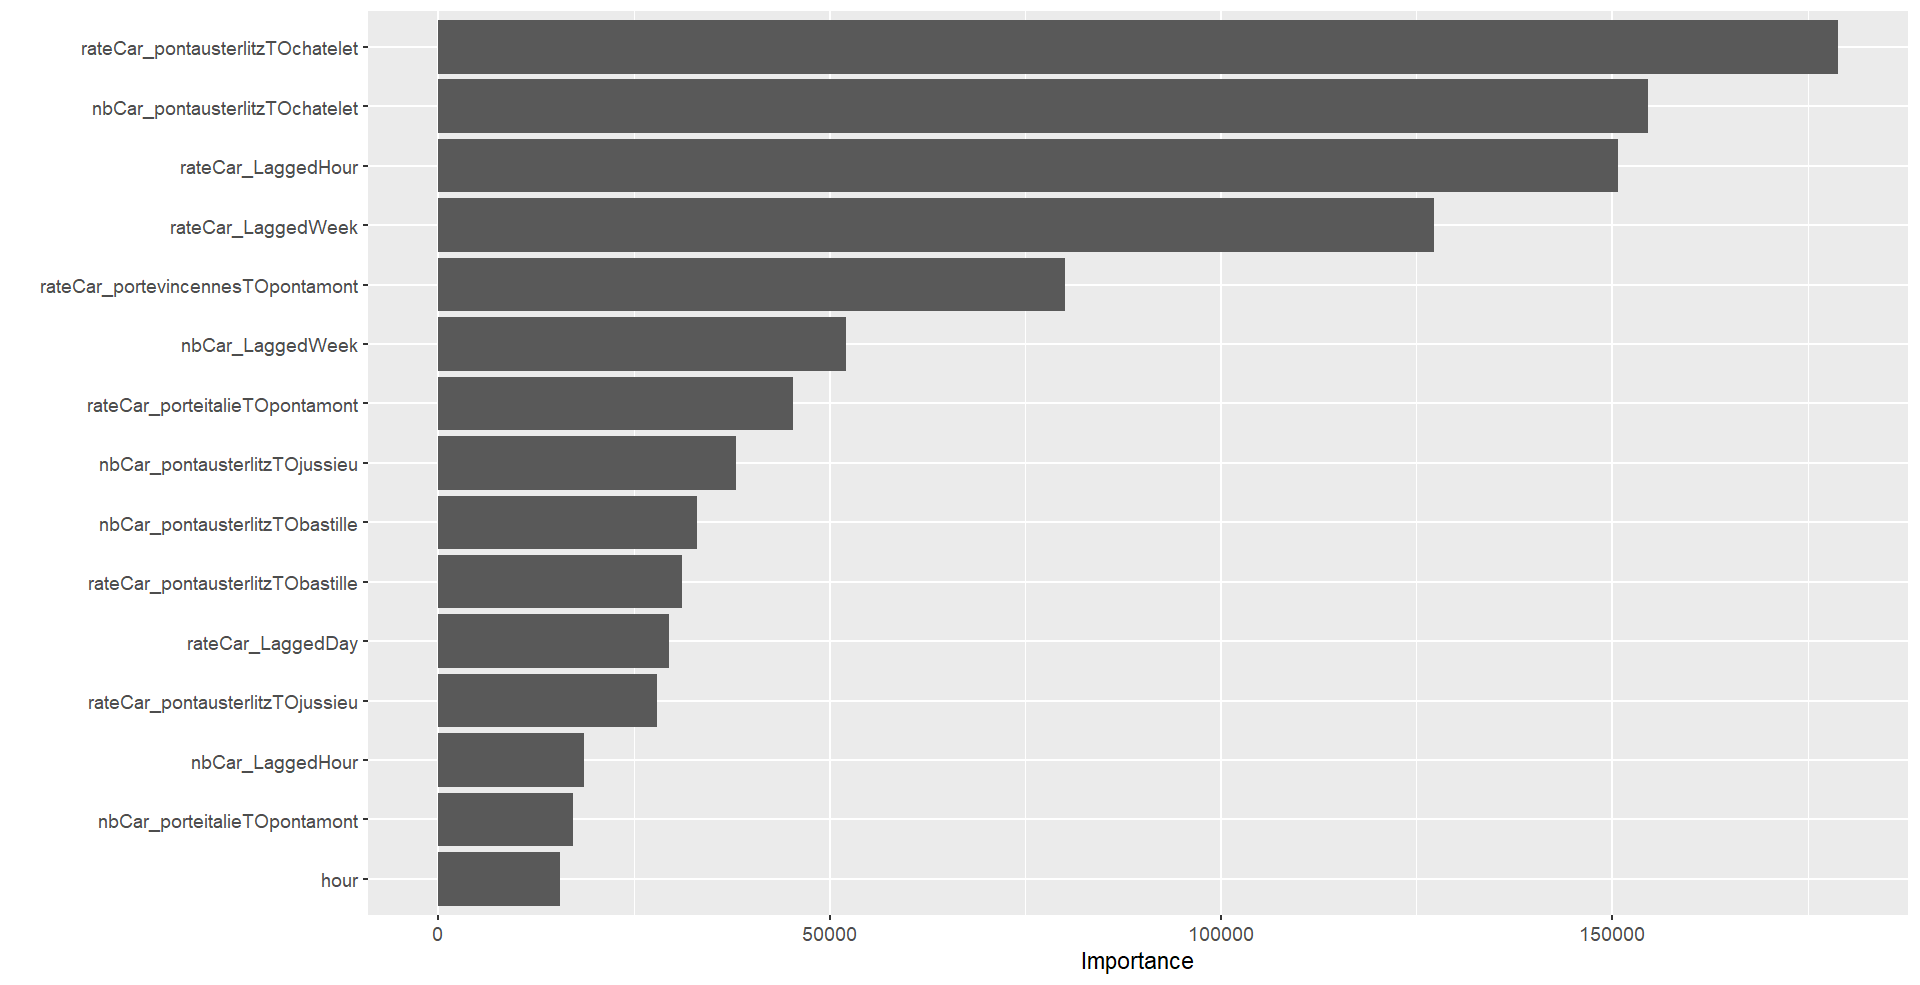 rateCar_pontausterlitzTOchatelet
nbCar_pontausterlitzTOchatelet
rateCar_LaggedHour
rateCar_LaggedWeek
rateCar_portevincennesTOpontamont
nbCar_LaggedWeek
rateCar_porteitalieTOpontamont
nbCar_pontausterlitzTOjussieu
nbCar_pontausterlitzTObastille
rateCar_pontausterlitzTObastille
rateCar_LaggedDay
rateCar_pontausterlitzTOjussieu
nbCar_LaggedHour
nbCar_porteitalieTOpontamont
hour
0 50000 100000 150000
Importance